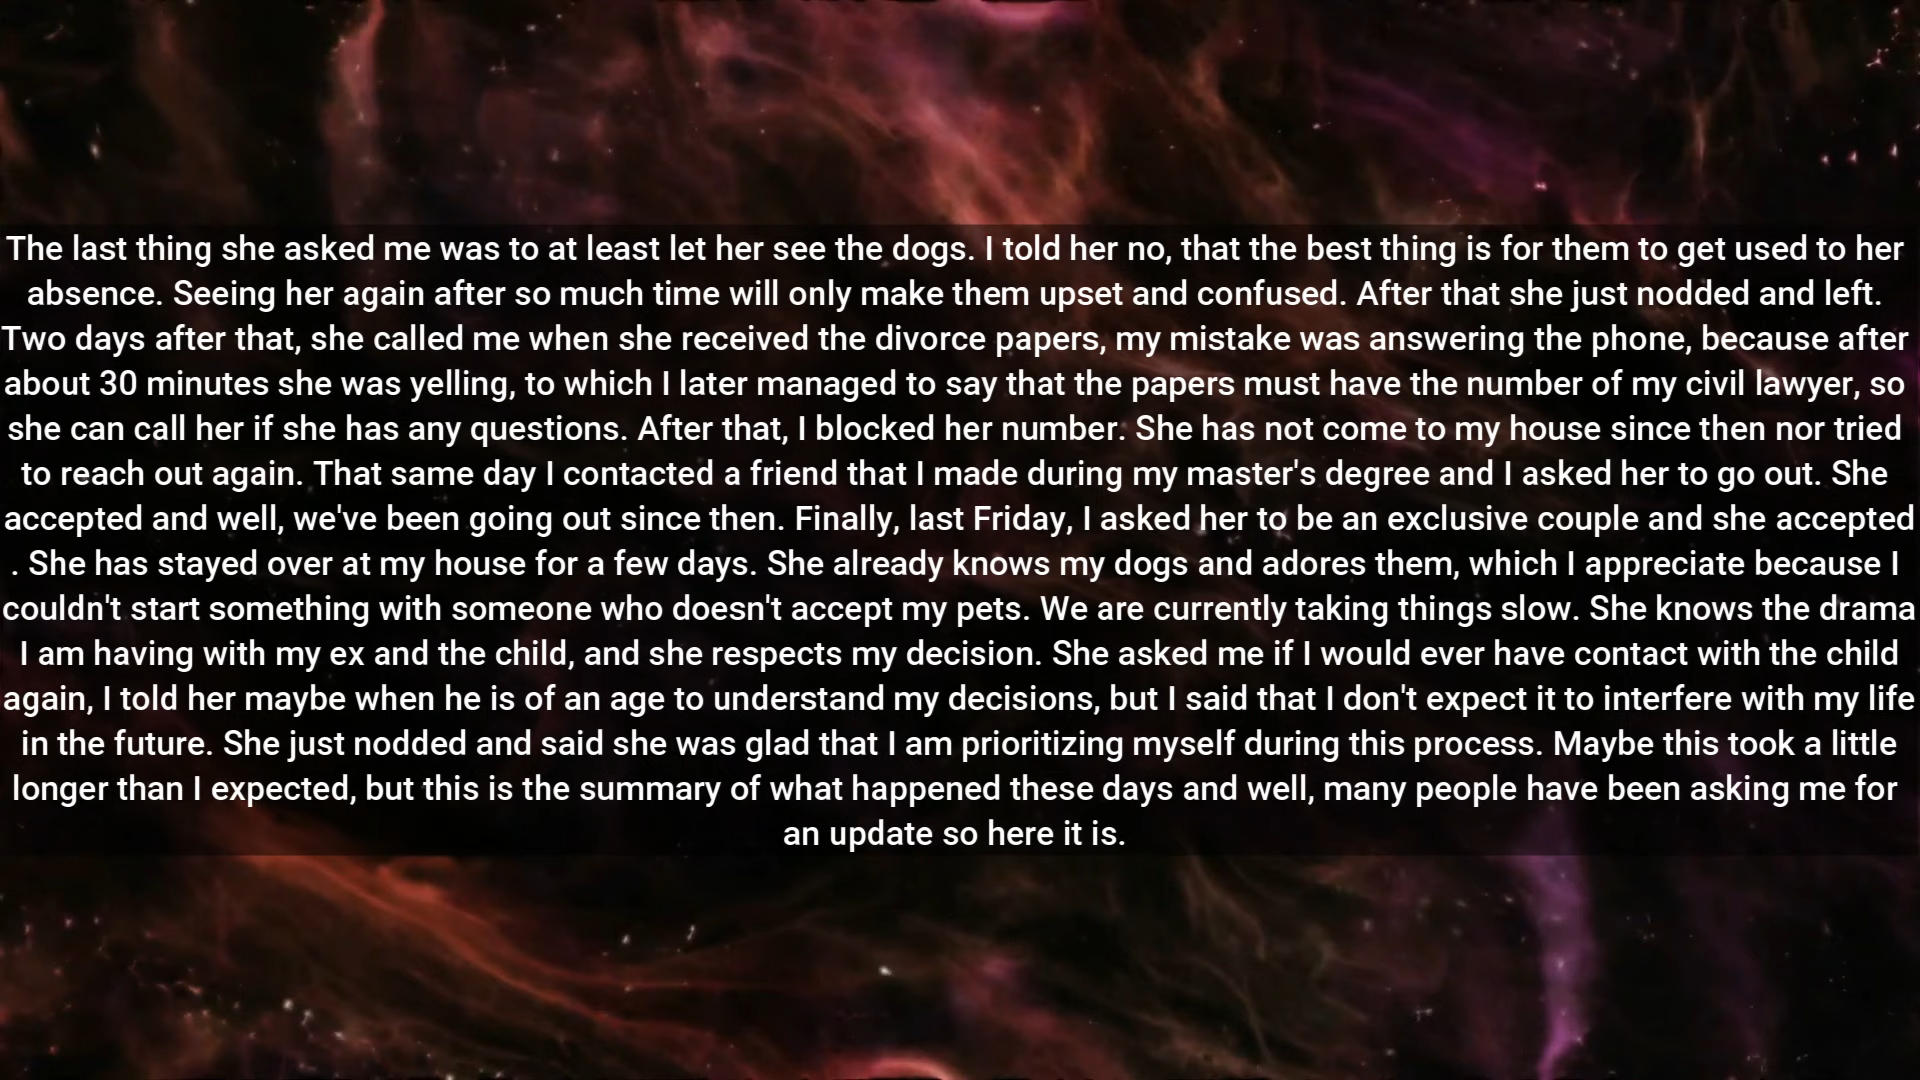 The last thing she asked me was to at least let her see the dogs. I told her no, that the best thing is for them to get used to her
absence. Seeing her again after so much time will only make them upset and confused. After that she just nodded and left.
Two days after that, she called me when she received the divorce papers, my mistake was answering the phone, because after
about 30 minutes she was yelling, to which I later managed to say that the papers must have the number of my civil lawyer, so
she can call her if she has any questions. After that, I blocked her number. She has not come to my house since then nor tried
to reach out again. That same day I contacted a friend that I made during my master's degree and I asked her to go out. She
accepted and well, we've been going out since then. Finally, last Friday, I asked her to be an exclusive couple and she accepted
. She has stayed over at my house for a few days. She already knows my dogs and adores them, which I appreciate because I
couldn't start something with someone who doesn't accept my pets. We are currently taking things slow. She knows the drama
I am having with my ex and the child, and she respects my decision. She asked me if I would ever have contact with the child
again, I told her maybe when he is of an age to understand my decisions, but I said that I don't expect it to interfere with my life
in the future. She just nodded and said she was glad that I am prioritizing myself during this process. Maybe this took a little
longer than I expected, but this is the summary of what happened these days and well, many people have been asking me for
an update so here it is.